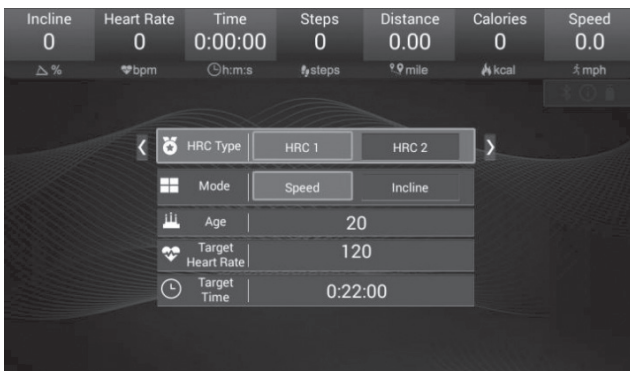 Incline Heart Rate Time Steps Distance Calories Speed
0 0 0:00:00 0 0.00 0 0.0
% bpm h:m:s steps mile kcal mph
HRC Type HRC 1 HRC 2
Mode Speed Incline
Age 20
Target Heart Rate 120
Target Time 0:22:00